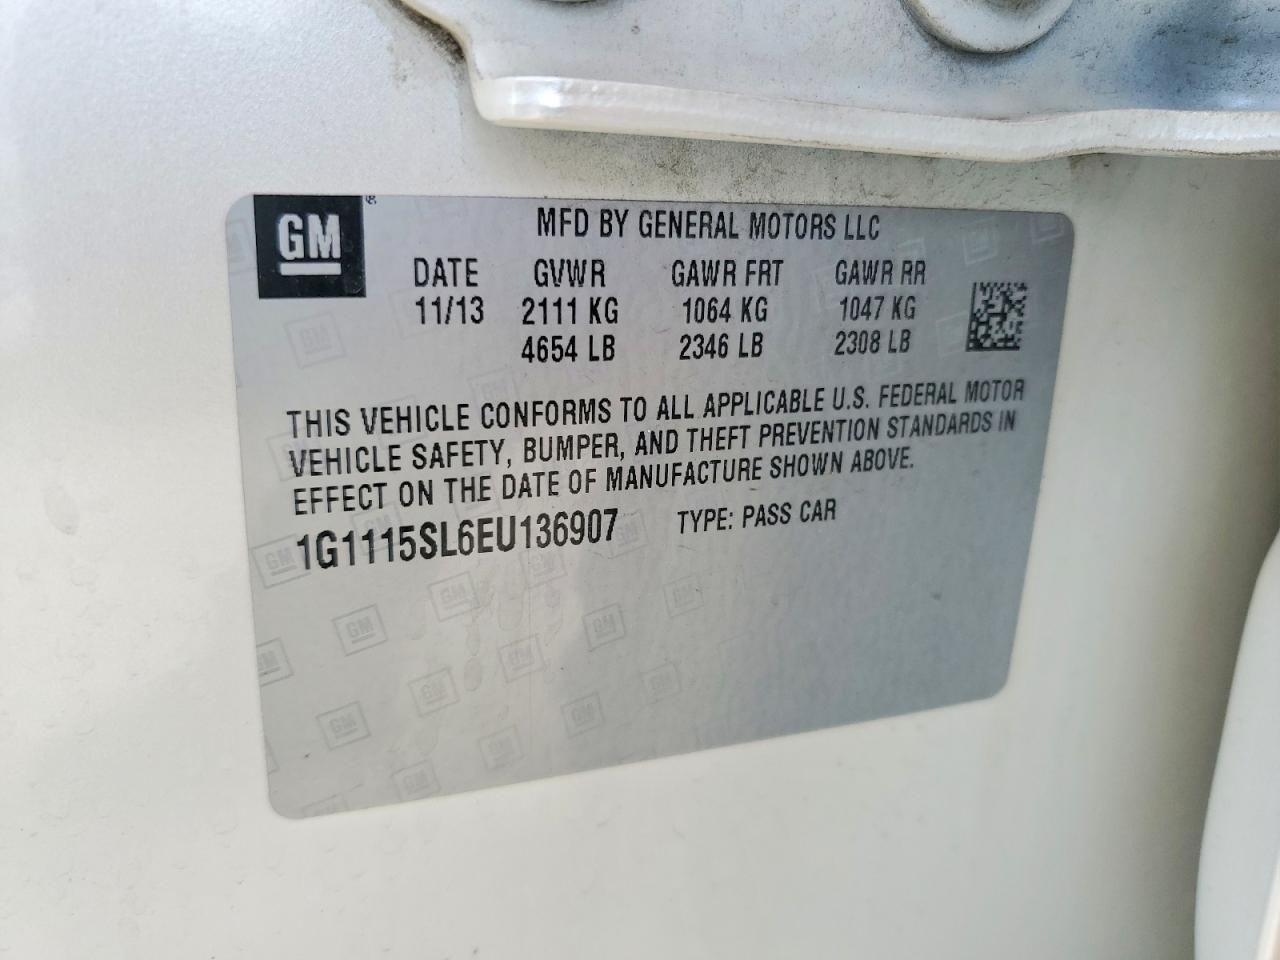 GM
MFD BY GENERAL MOTORS LLC
DATE GVWR GAWR FRT GAWR RR
11/13 2111 KG 1064 KG 1047 KG
4654 LB 2346 LB 2308 LB
THIS VEHICLE CONFORMS TO ALL APPLICABLE U.S. FEDERAL MOTOR
VEHICLE SAFETY, BUMPER, AND THEFT PREVENTION STANDARDS IN
EFFECT ON THE DATE OF MANUFACTURE SHOWN ABOVE.
1G1115SL6EU136907 TYPE: PASS CAR